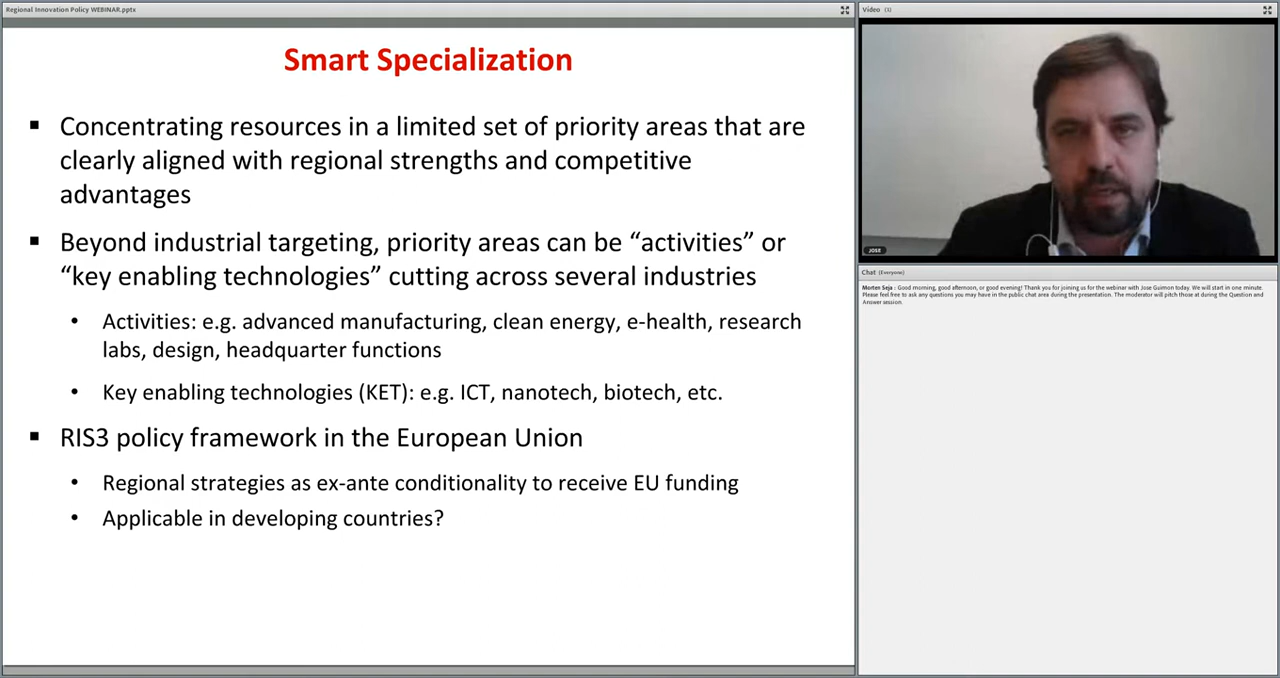 Regional Innovation Policy WEBINAR.pptx
Smart Specialization
▪ Concentrating resources in a limited set of priority areas that are
clearly aligned with regional strengths and competitive
advantages
▪ Beyond industrial targeting, priority areas can be “activities” or
“key enabling technologies” cutting across several industries
• Activities: e.g. advanced manufacturing, clean energy, e-health, research
labs, design, headquarter functions
• Key enabling technologies (KET): e.g. ICT, nanotech, biotech, etc.
▪ RIS3 policy framework in the European Union
• Regional strategies as ex-ante conditionality to receive EU funding
• Applicable in developing countries?
Video (3)
JOSE
Chat (Everyone)
Morten Seja : Good morning, good afternoon, or good evening! Thank you for joining us for the webinar with Jose Guimon today. We will start in one minute.
Please feel free to ask any questions you may have in the public chat area during the presentation. The moderator will pitch those at during the Question and
Answer session.